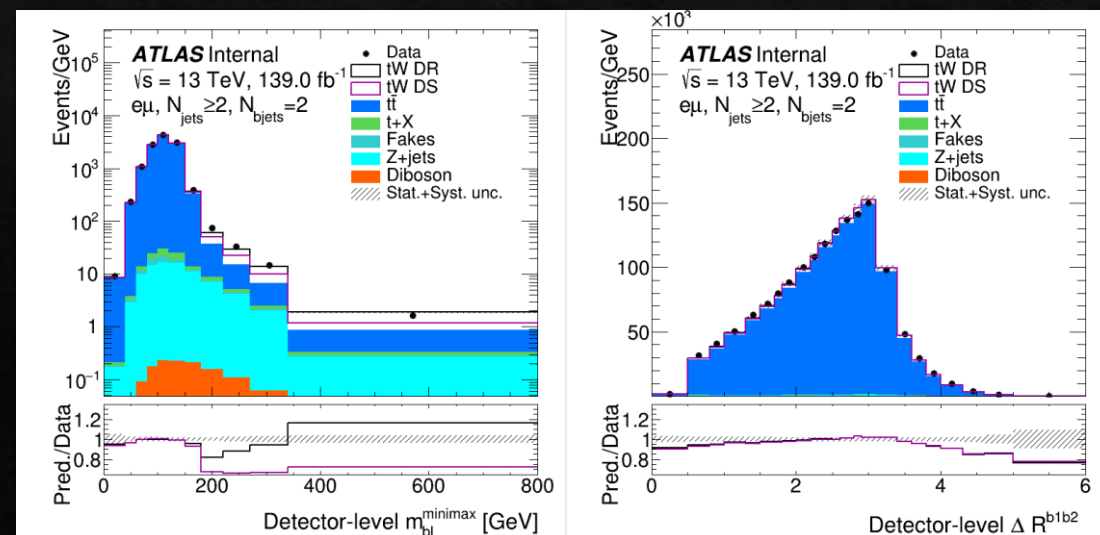 Events/GeV
10⁵
10⁴
10³
10²
10
1
10⁻¹
ATLAS Internal
√s = 13 TeV, 139.0 fb⁻¹
eμ, N_jets≥2, N_bjets=2
Data
tW DR
tW DS
tt̄
t+X
Fakes
Z+jets
Diboson
Stat.+Syst. unc.
Pred./Data
1.2
1
0.8
0 200 400 600 800
Detector-level m_bl^minimax [GeV]
×10³
Events/GeV
250
200
150
100
50
ATLAS Internal
√s = 13 TeV, 139.0 fb⁻¹
eμ, N_jets≥2, N_bjets=2
Data
tW DR
tW DS
tt̄
t+X
Fakes
Z+jets
Diboson
Stat.+Syst. unc.
Pred./Data
1.2
1
0.8
0 2 4 6
Detector-level Δ R^b1b2